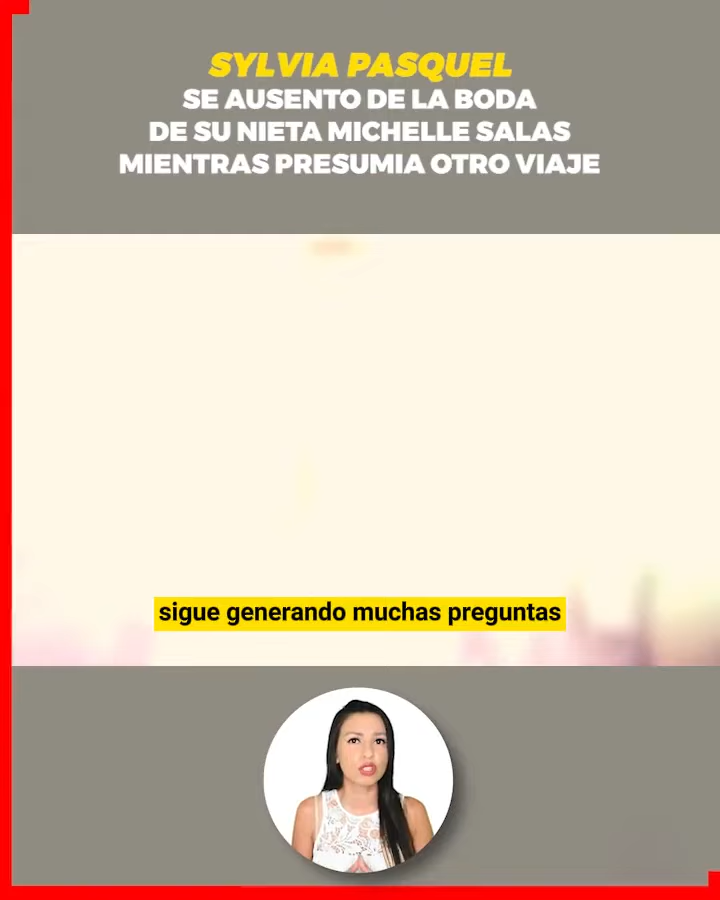 SYLVIA PASQUEL
SE AUSENTO DE LA BODA
DE SU NIETA MICHELLE SALAS
MIENTRAS PRESUMIA OTRO VIAJE
sigue generando muchas preguntas